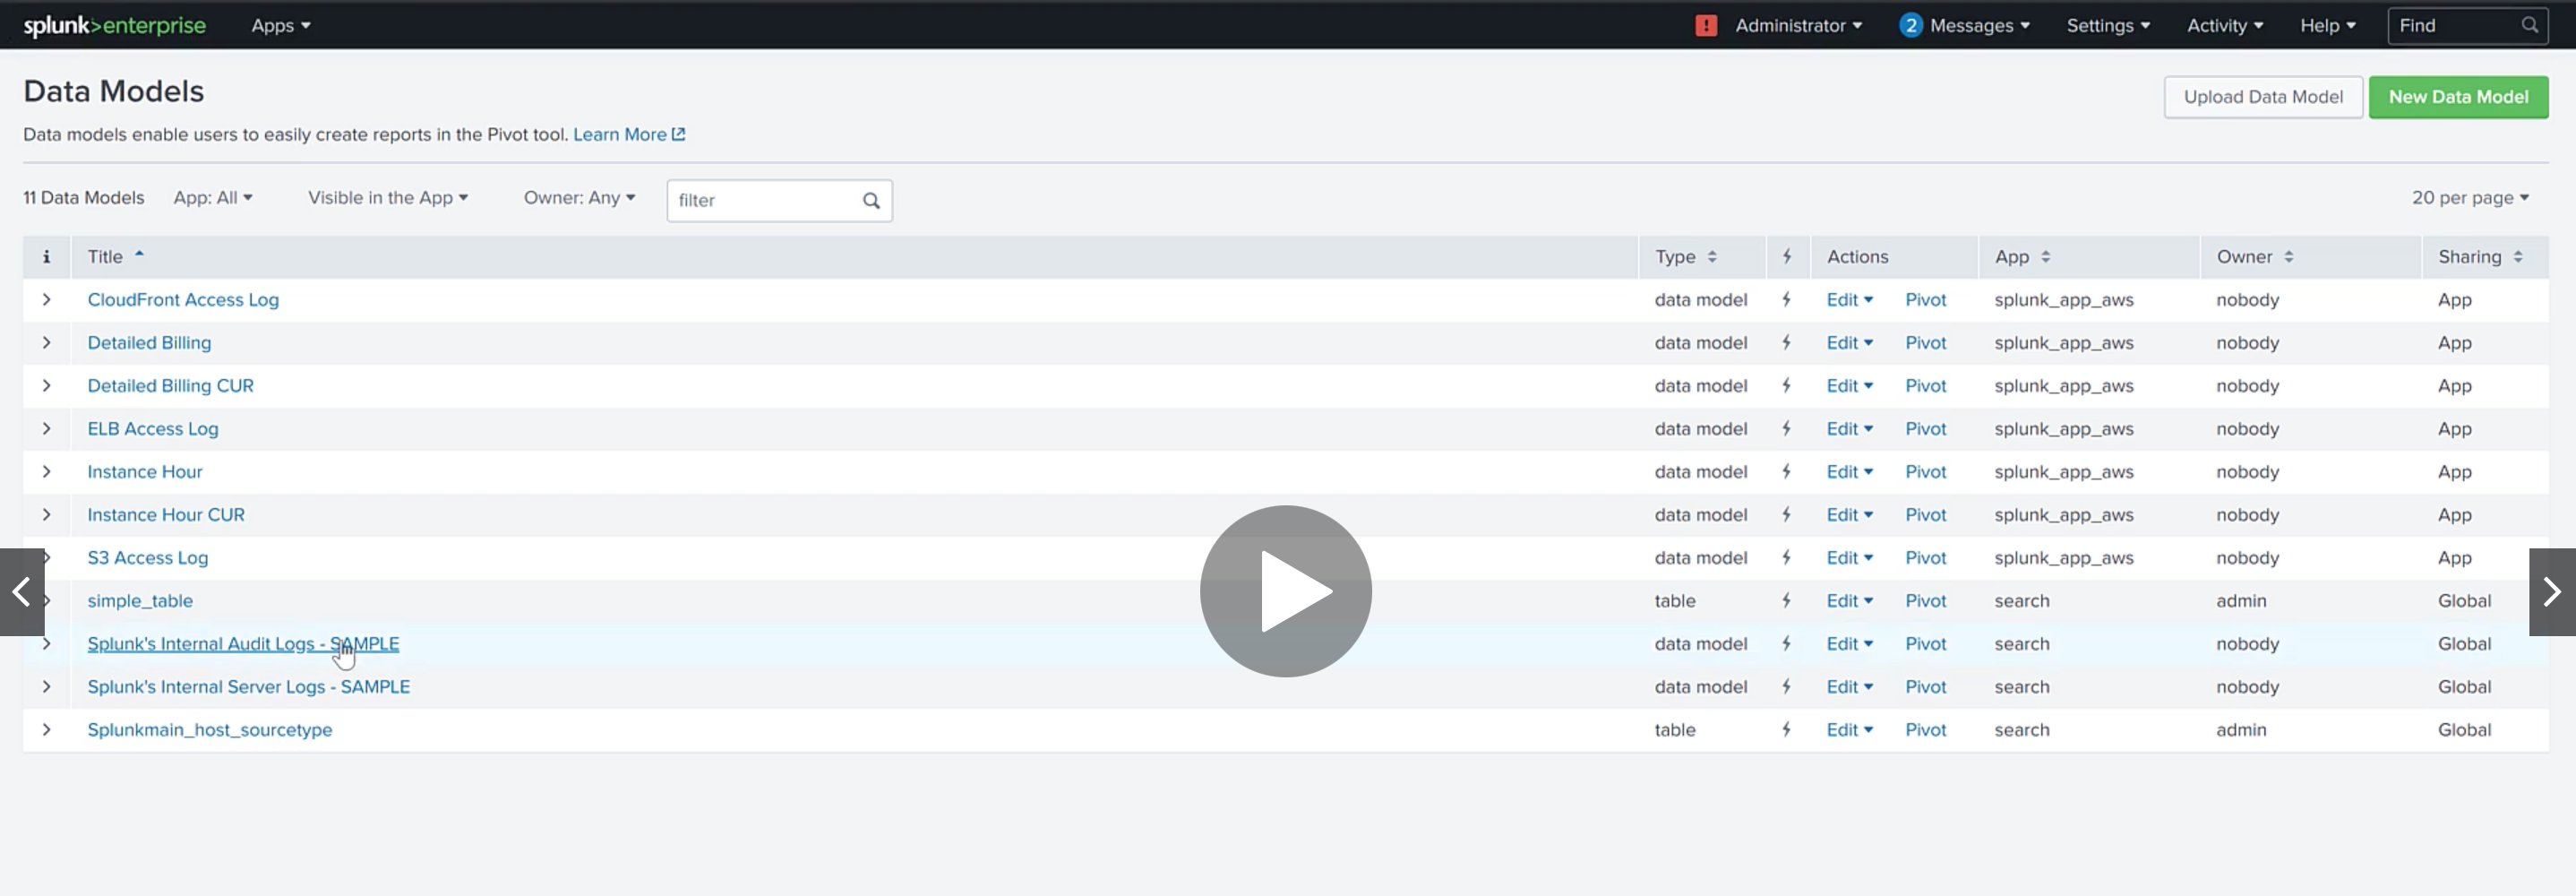 splunk>enterprise Apps Administrator 2 Messages Settings Activity Help Find
Data Models
Upload Data Model New Data Model
Data models enable users to easily create reports in the Pivot tool. Learn More
11 Data Models App: All Visible in the App Owner: Any filter 20 per page
i Title Type Actions App Owner Sharing
CloudFront Access Log data model Edit Pivot splunk_app_aws nobody App
Detailed Billing data model Edit Pivot splunk_app_aws nobody App
Detailed Billing CUR data model Edit Pivot splunk_app_aws nobody App
ELB Access Log data model Edit Pivot splunk_app_aws nobody App
Instance Hour data model Edit Pivot splunk_app_aws nobody App
Instance Hour CUR data model Edit Pivot splunk_app_aws nobody App
S3 Access Log data model Edit Pivot splunk_app_aws nobody App
simple_table table Edit Pivot search admin Global
Splunk's Internal Audit Logs - SAMPLE data model Edit Pivot search nobody Global
Splunk's Internal Server Logs - SAMPLE data model Edit Pivot search nobody Global
Splunkmain_host_sourcetype table Edit Pivot search admin Global